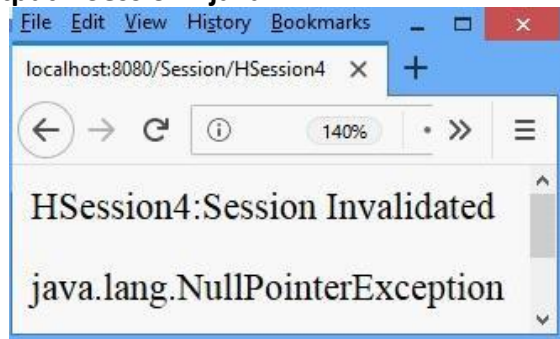 File Edit View History Bookmarks
localhost:8080/Session/HSession4
140%
HSession4:Session Invalidated
java.lang.NullPointerException